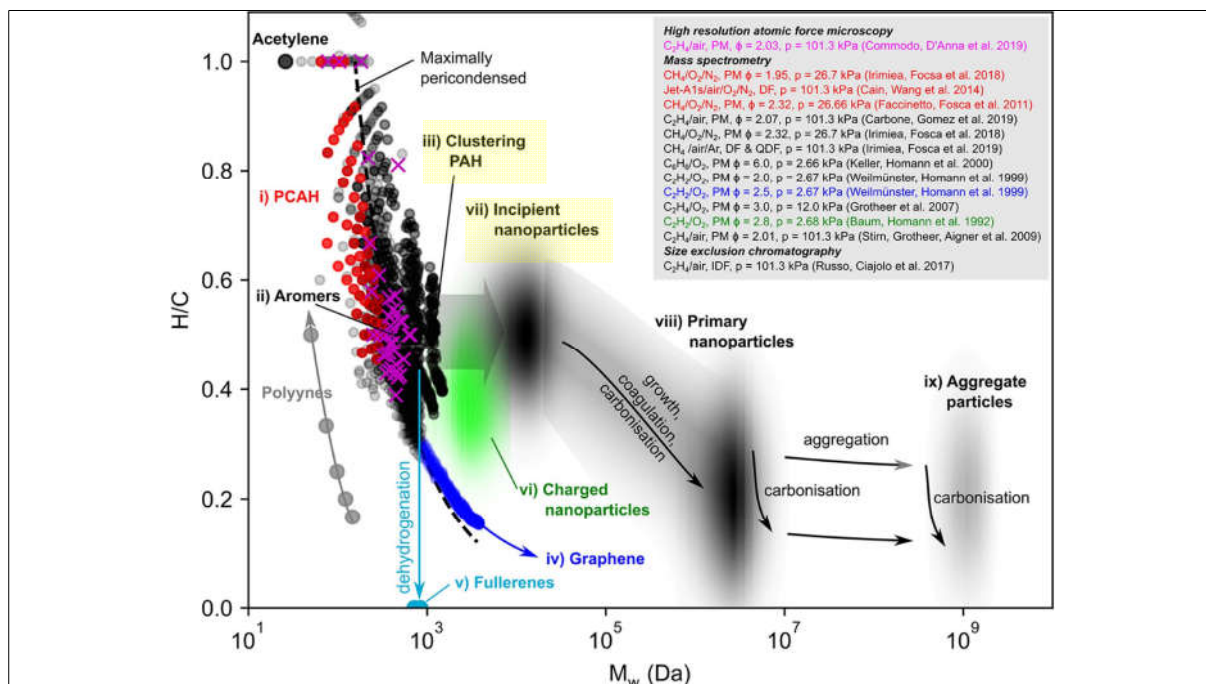 High resolution atomic force microscopy
C₂H₄/air, PM, ϕ = 2.03, p = 101.3 kPa (Commodo, D'Anna et al. 2019)
Mass spectrometry
CH₄/O₂/N₂, PM ϕ = 1.95, p = 26.7 kPa (Irimiea, Focsa et al. 2018)
Jet-A1s/air/O₂/N₂, DF, p = 101.3 kPa (Cain, Wang et al. 2014)
CH₄/O₂/N₂, PM, ϕ = 2.32, p = 26.66 kPa (Faccinetto, Fosca et al. 2011)
C₂H₄/air, PM, ϕ = 2.07, p = 101.3 kPa (Carbone, Gomez et al. 2019)
CH₄/O₂/N₂, PM, ϕ = 2.32, p = 26.7 kPa (Irimiea, Fosca et al. 2018)
CH₄ /air/Ar, DF & QDF, p = 101.3 kPa (Irimiea, Fosca et al. 2019)
C₆H₆/O₂, PM ϕ = 6.0, p = 2.66 kPa (Keller, Homann et al. 2000)
C₂H₂/O₂, PM ϕ = 2.0, p = 2.67 kPa (Weilmünster, Homann et al. 1999)
C₂H₂/O₂, PM ϕ = 2.5, p = 2.67 kPa (Weilmünster, Homann et al. 1999)
C₂H₄/O₂, PM ϕ = 3.0, p = 12.0 kPa (Grotheer et al. 2007)
C₂H₂/O₂, PM ϕ = 2.8, p = 2.68 kPa (Baum, Homann et al. 1992)
C₂H₄/air, PM ϕ = 2.01, p = 101.3 kPa (Stirn, Grotheer, Aigner et al. 2009)
Size exclusion chromatography
C₂H₄/air, IDF, p = 101.3 kPa (Russo, Ciajolo et al. 2017)
Acetylene
Maximally
pericondensed
iii) Clustering
PAH
i) PCAH
vii) Incipient
nanoparticles
ii) Aromers
viii) Primary
nanoparticles
Polyynes
growth,
coagulation,
carbonisation
ix) Aggregate
particles
aggregation
carbonisation
carbonisation
vi) Charged
nanoparticles
dehydrogenation
iv) Graphene
v) Fullerenes
H/C
1.0
0.8
0.6
0.4
0.2
0.0
10¹
10³
10⁵
10⁷
10⁹
M_w (Da)